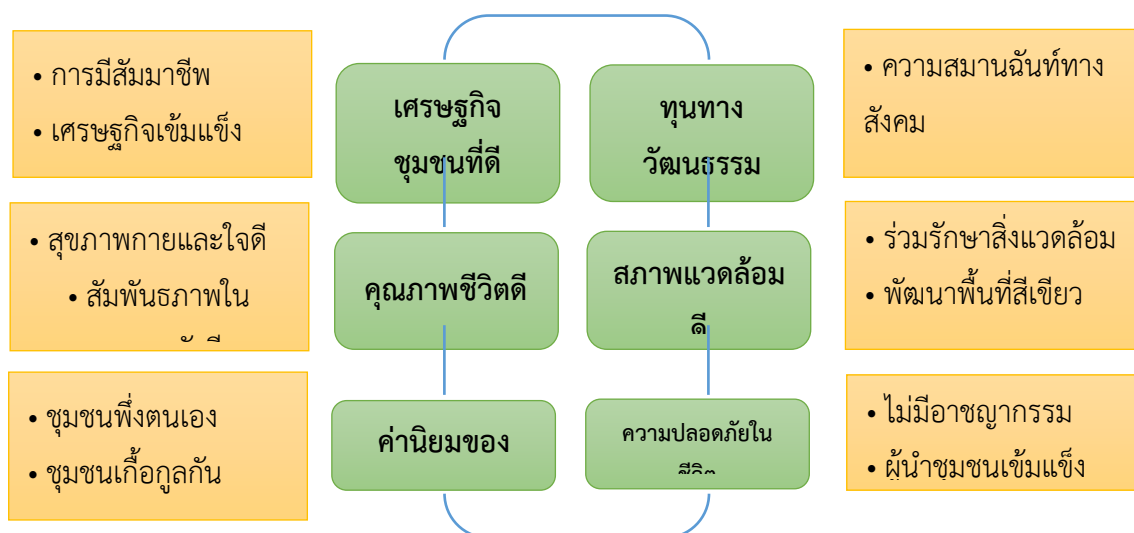 • การมีสัมมาชีพ
• เศรษฐกิจเข้มแข็ง
เศรษฐกิจ
ชุมชนที่ดี
ทุนทาง
วัฒนธรรม
• ความสมานฉันท์ทาง
สังคม
• สุขภาพกายและใจดี
• สัมพันธภาพใน
คุณภาพชีวิตดี
สภาพแวดล้อม
ดี
• ร่วมรักษาสิ่งแวดล้อม
• พัฒนาพื้นที่สีเขียว
• ชุมชนพึ่งตนเอง
• ชุมชนเกื้อกูลกัน
ค่านิยมของ
ความปลอดภัยใน
• ไม่มีอาชญากรรม
• ผู้นำชุมชนเข้มแข็ง